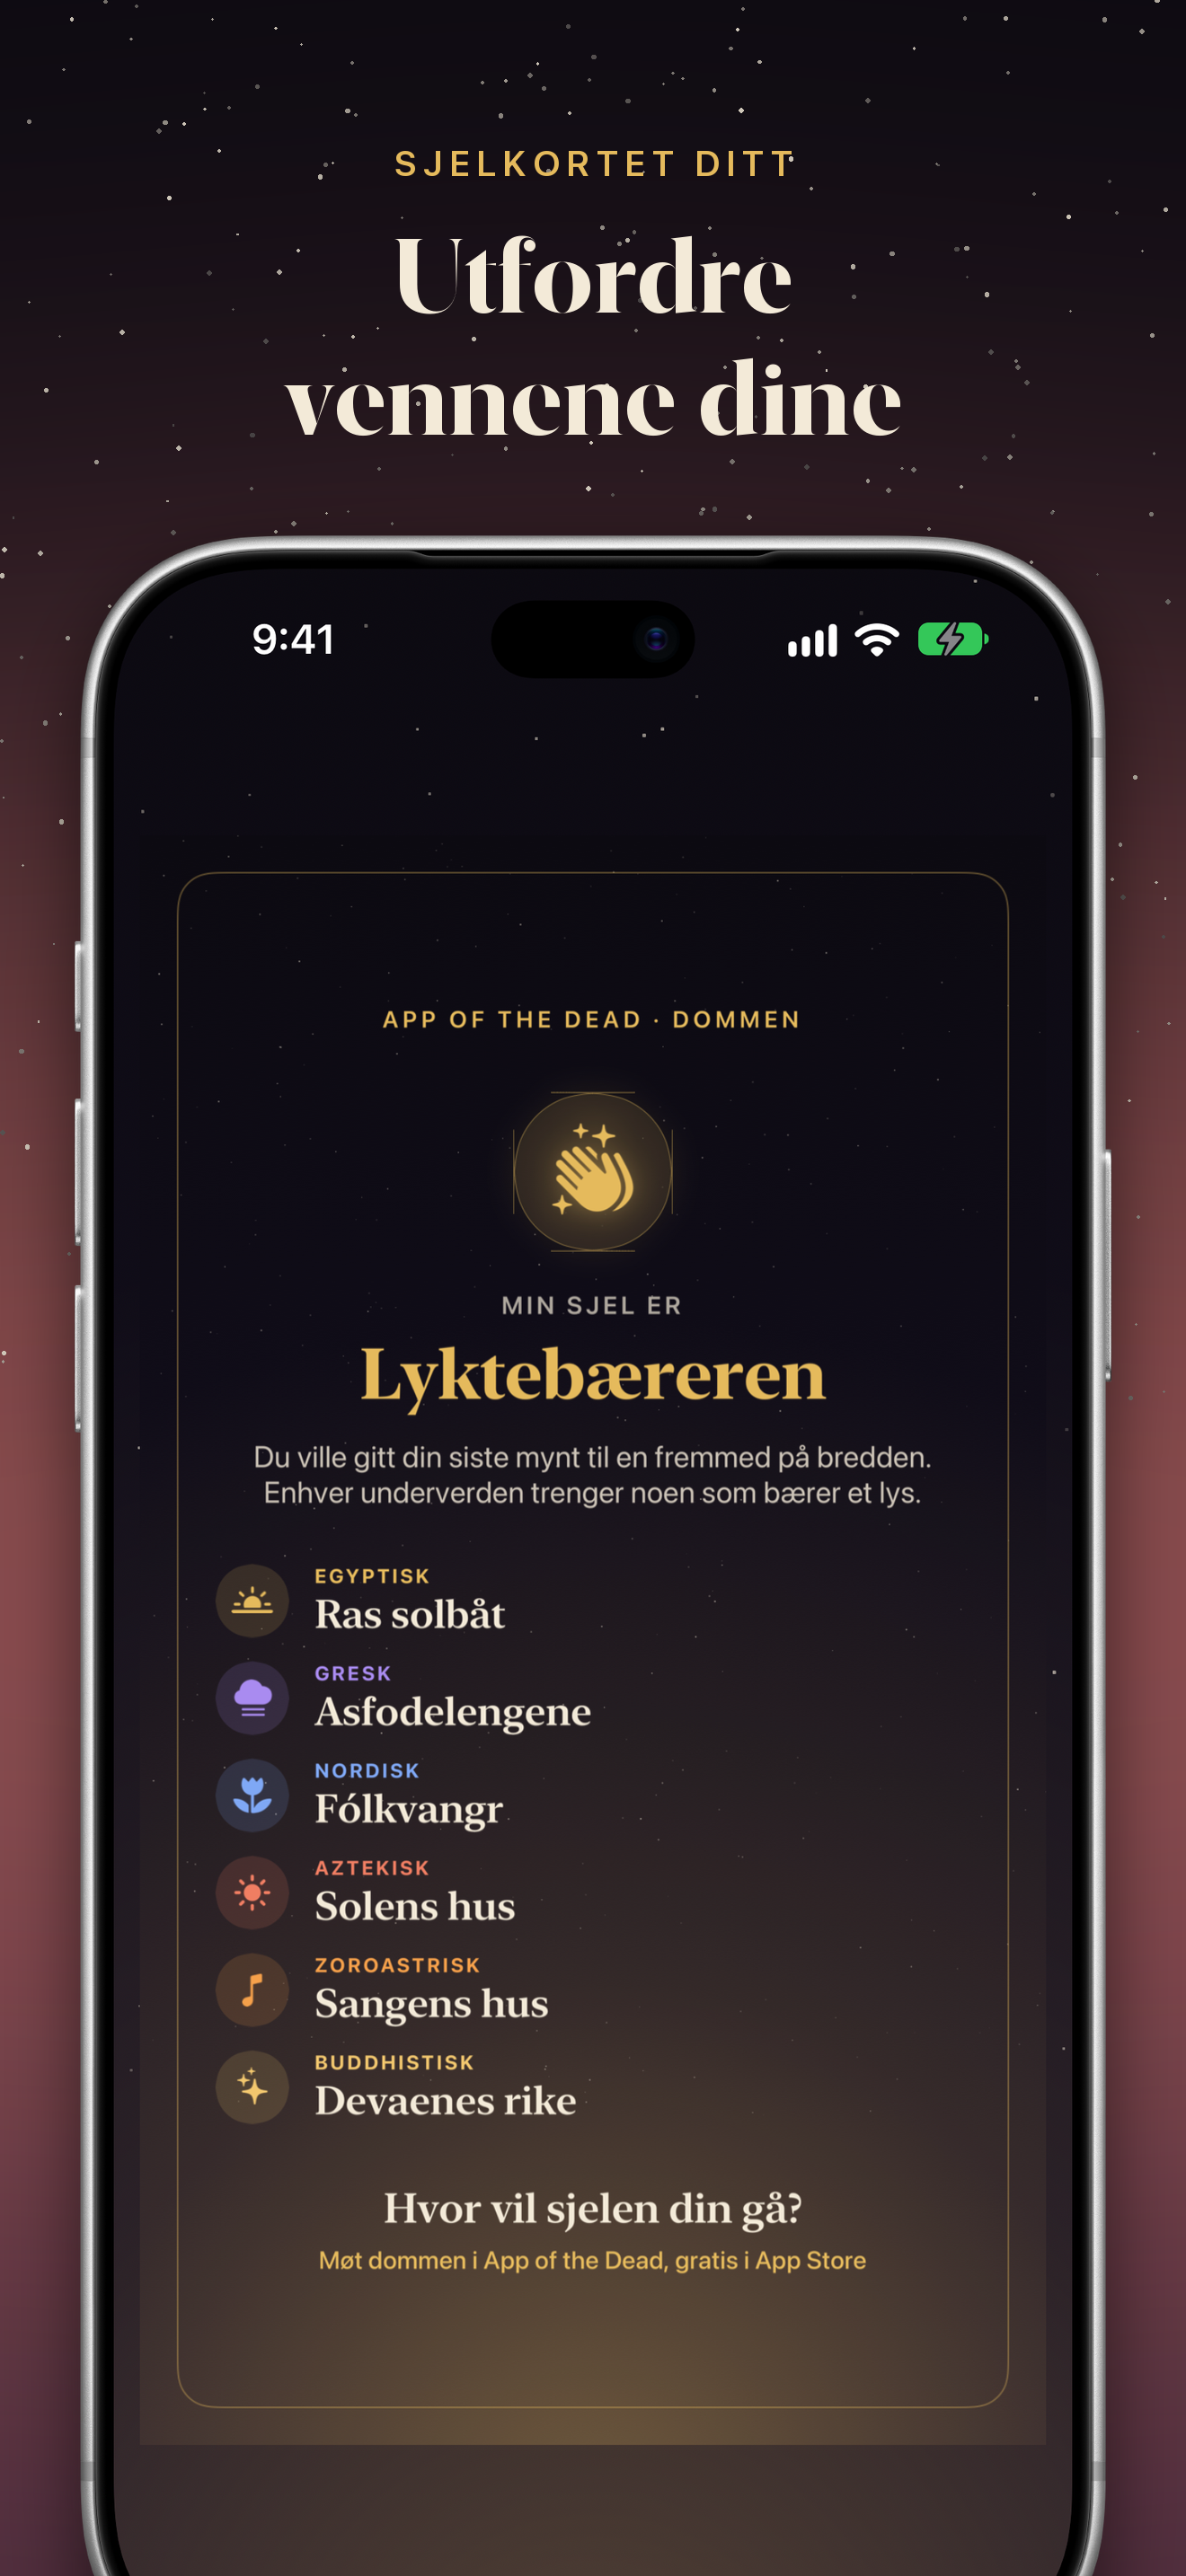 SJELKORTET DITT
Utfordre
vennene dine
9:41
APP OF THE DEAD · DOMMEN
MIN SJEL ER
Lyktebæreren
Du ville gitt din siste mynt til en fremmed på bredden.
Enhver underverden trenger noen som bærer et lys.
EGYPTISK
Ras solbåt
GRESK
Asfodelengene
NORDISK
Fólkvangr
AZTEKISK
Solens hus
ZOROASTRISK
Sangens hus
BUDDHISTISK
Devaenes rike
Hvor vil sjelen din gå?
Møt dommen i App of the Dead, gratis i App Store